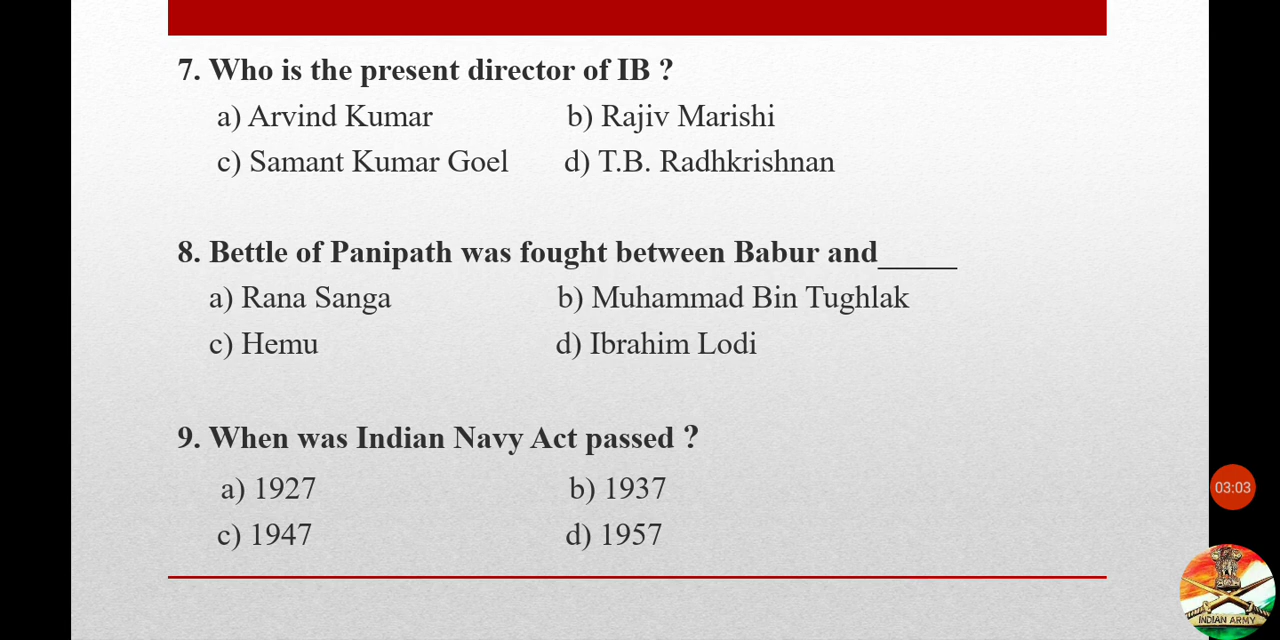 7. Who is the present director of IB ?
a) Arvind Kumar b) Rajiv Marishi
c) Samant Kumar Goel d) T.B. Radhkrishnan
8. Bettle of Panipath was fought between Babur and_____
a) Rana Sanga b) Muhammad Bin Tughlak
c) Hemu d) Ibrahim Lodi
9. When was Indian Navy Act passed ?
a) 1927 b) 1937
c) 1947 d) 1957
03:03
INDIAN ARMY